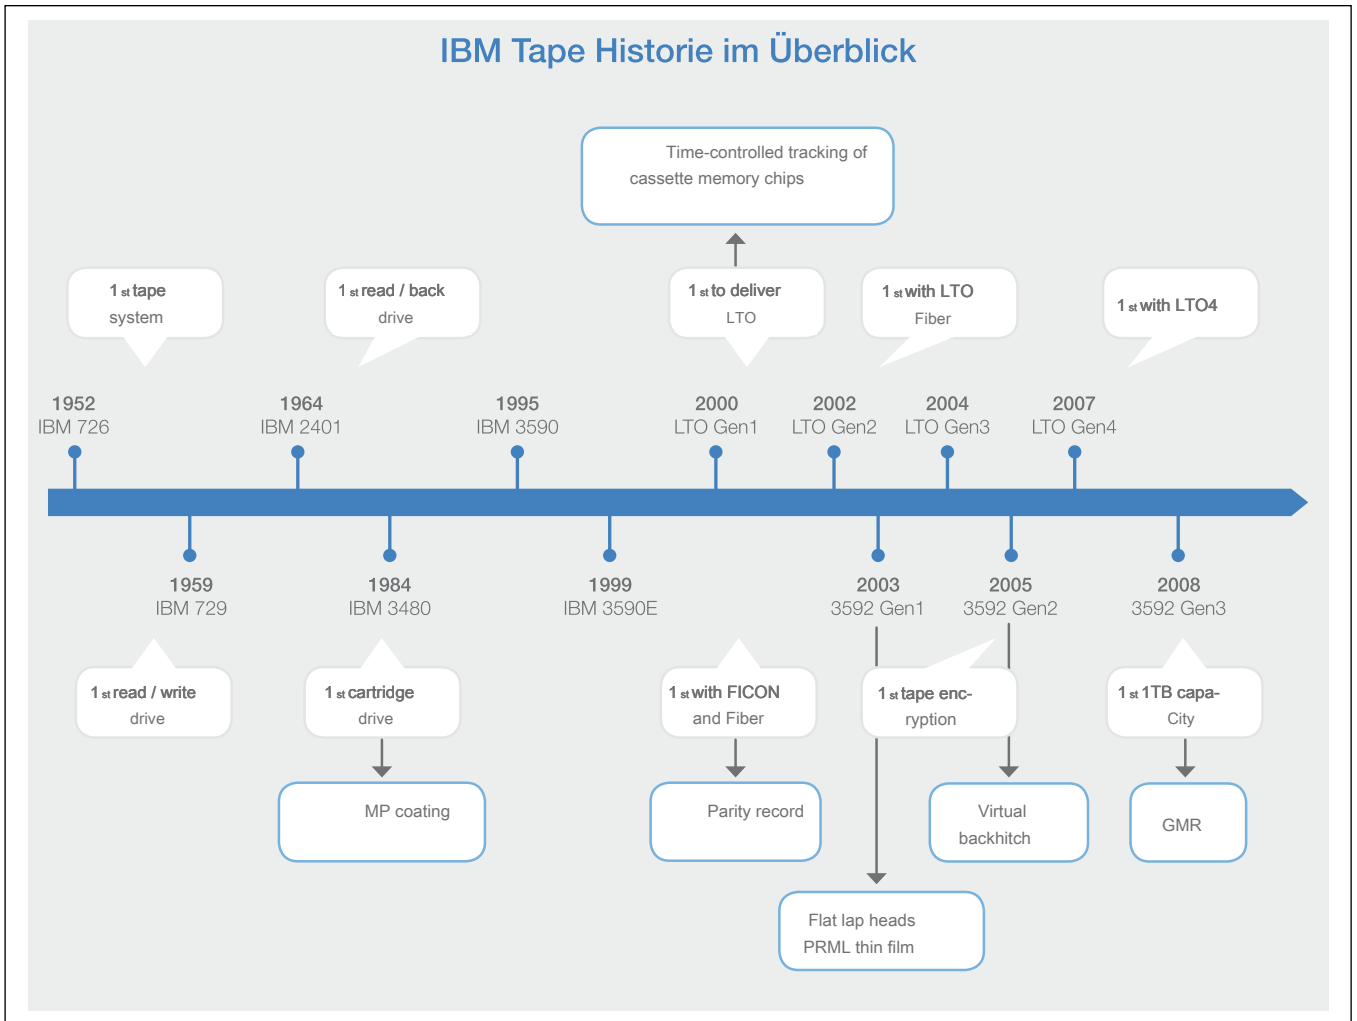 IBM Tape Historie im Überblick
Time-controlled tracking of
cassette memory chips
1 st tape
system
1 st read / back
drive
1 st to deliver
LTO
1 st with LTO
Fiber
1 st with LTO4
1952
IBM 726
1964
IBM 2401
1995
IBM 3590
2000
LTO Gen1
2002
LTO Gen2
2004
LTO Gen3
2007
LTO Gen4
1959
IBM 729
1984
IBM 3480
1999
IBM 3590E
2003
3592 Gen1
2005
3592 Gen2
2008
3592 Gen3
1 st read / write
drive
1 st cartridge
drive
1 st with FICON
and Fiber
1 st tape enc-
ryption
1 st 1TB capa-
City
MP coating
Parity record
Virtual
backhitch
GMR
Flat lap heads
PRML thin film